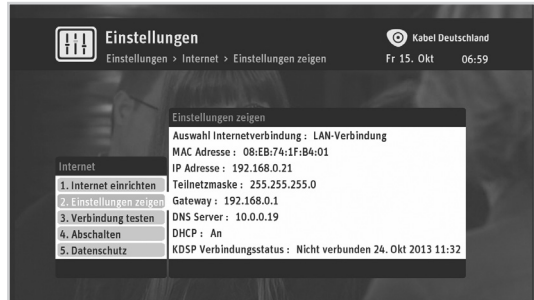 Einstellungen
Kabel Deutschland
Einstellungen > Internet > Einstellungen zeigen
Fr 15. Okt 06:59
Einstellungen zeigen
Auswahl Internetverbindung : LAN-Verbindung
MAC Adresse : 08:EB:74:1F:B4:01
IP Adresse : 192.168.0.21
Teilnetzmaske : 255.255.255.0
Gateway : 192.168.0.1
DNS Server : 10.0.0.19
DHCP : An
KDSP Verbindungsstatus : Nicht verbunden 24. Okt 2013 11:32
Internet
1. Internet einrichten
2. Einstellungen zeigen
3. Verbindung testen
4. Abschalten
5. Datenschutz